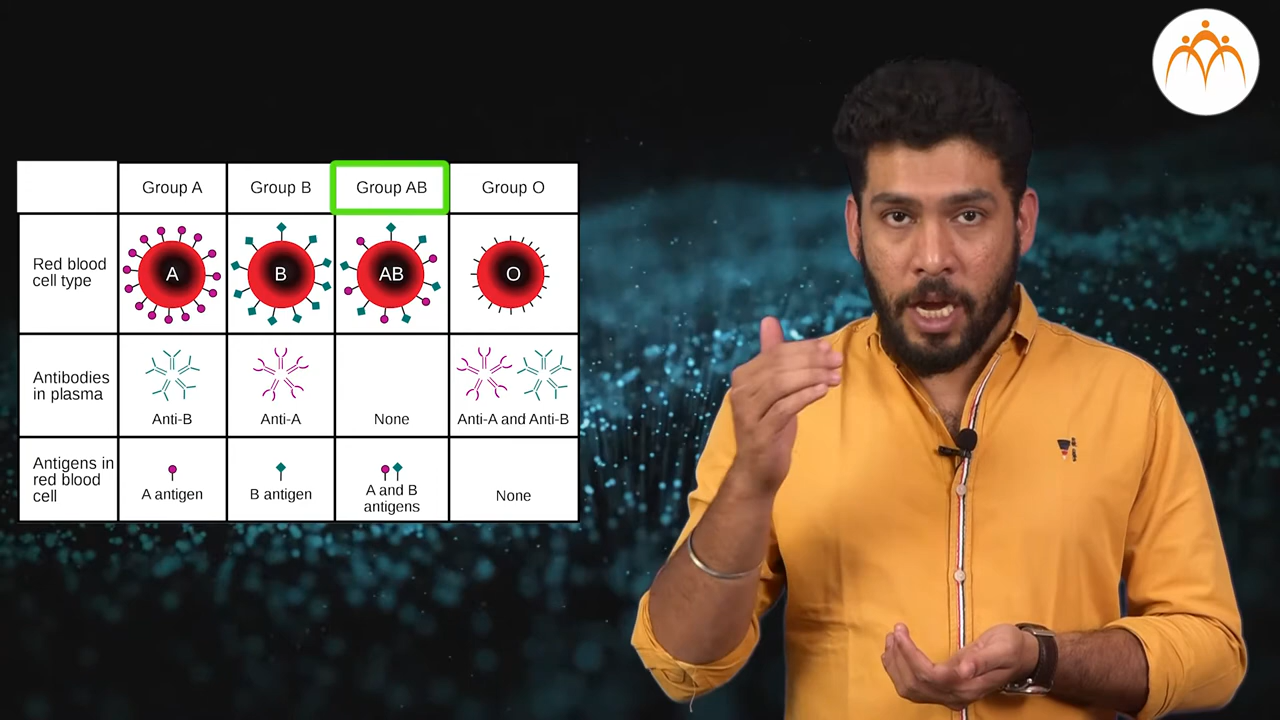 Group A
Group B
Group AB
Group O
Red blood
cell type
A
B
AB
O
Antibodies
in plasma
Anti-B
Anti-A
None
Anti-A and Anti-B
Antigens in
red blood
cell
A antigen
B antigen
A and B
antigens
None